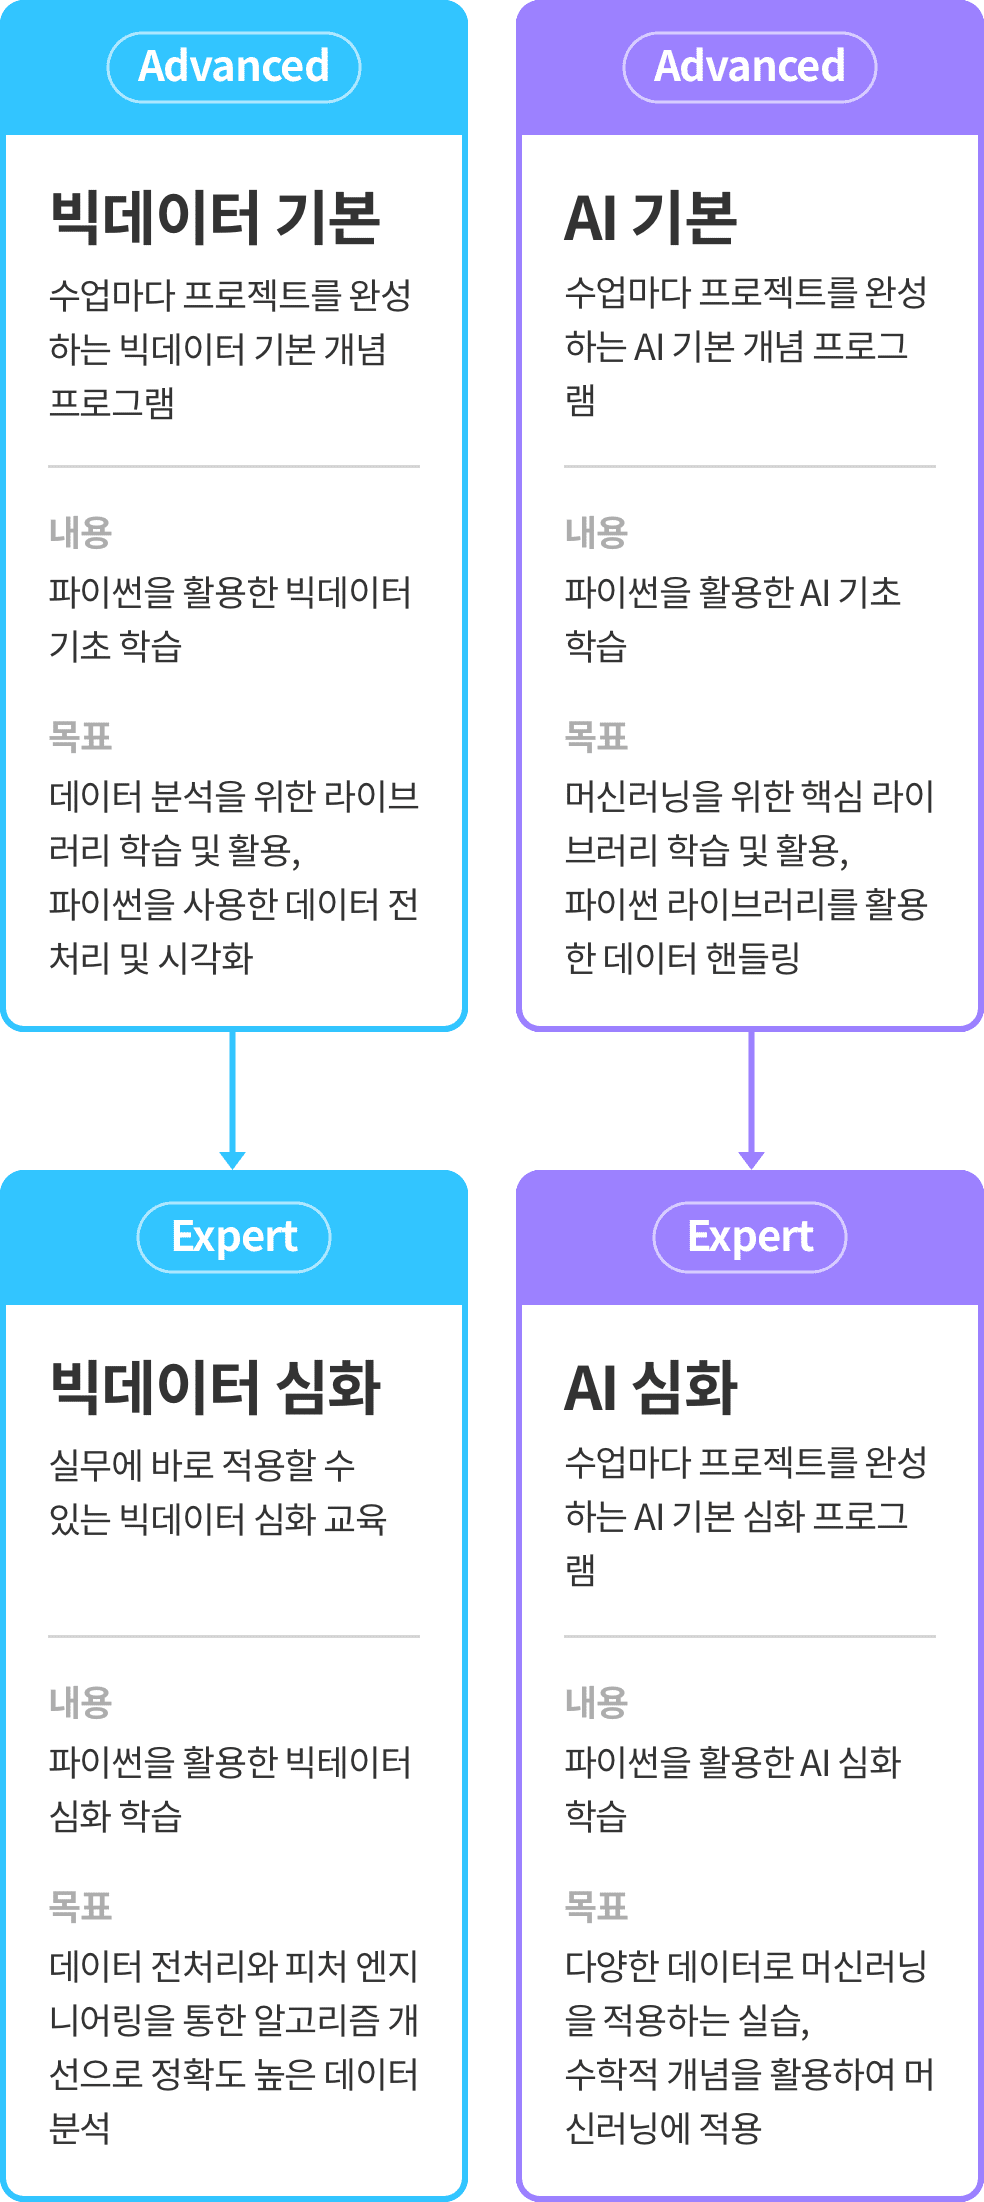 Advanced
빅데이터 기본
수업마다 프로젝트를 완성
하는 빅데이터 기본 개념
프로그램
내용
파이썬을 활용한 빅데이터
기초 학습
목표
데이터 분석을 위한 라이브
러리 학습 및 활용,
파이썬을 사용한 데이터 전
처리 및 시각화
Advanced
AI 기본
수업마다 프로젝트를 완성
하는 AI 기본 개념 프로그
램
내용
파이썬을 활용한 AI 기초
학습
목표
머신러닝을 위한 핵심 라이
브러리 학습 및 활용,
파이썬 라이브러리를 활용
한 데이터 핸들링
Expert
빅데이터 심화
실무에 바로 적용할 수
있는 빅데이터 심화 교육
내용
파이썬을 활용한 빅테이터
심화 학습
목표
데이터 전처리와 피처 엔지
니어링을 통한 알고리즘 개
선으로 정확도 높은 데이터
분석
Expert
AI 심화
수업마다 프로젝트를 완성
하는 AI 기본 심화 프로그
램
내용
파이썬을 활용한 AI 심화
학습
목표
다양한 데이터로 머신러닝
을 적용하는 실습,
수학적 개념을 활용하여 머
신러닝에 적용